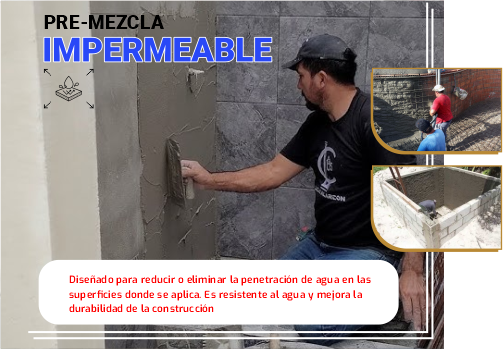 PRE-MEZCLA
IMPERMEABLE
Diseñado para reducir o eliminar la penetración de agua en las
superficies donde se aplica. Es resistente al agua y mejora la
durabilidad de la construcción